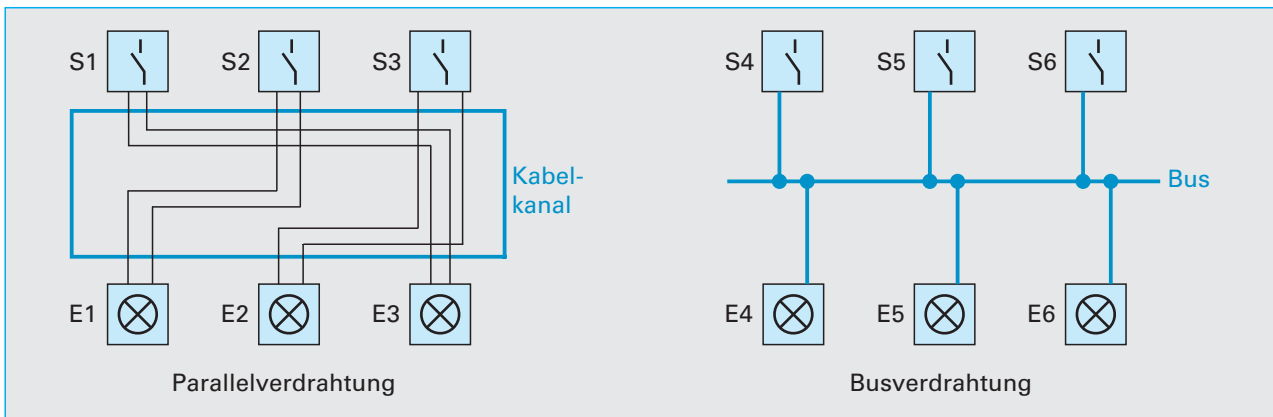 S1
S2
S3
S4
S5
S6
Kabel-
kanal
Bus
E1
E2
E3
E4
E5
E6
Parallelverdrahtung
Busverdrahtung